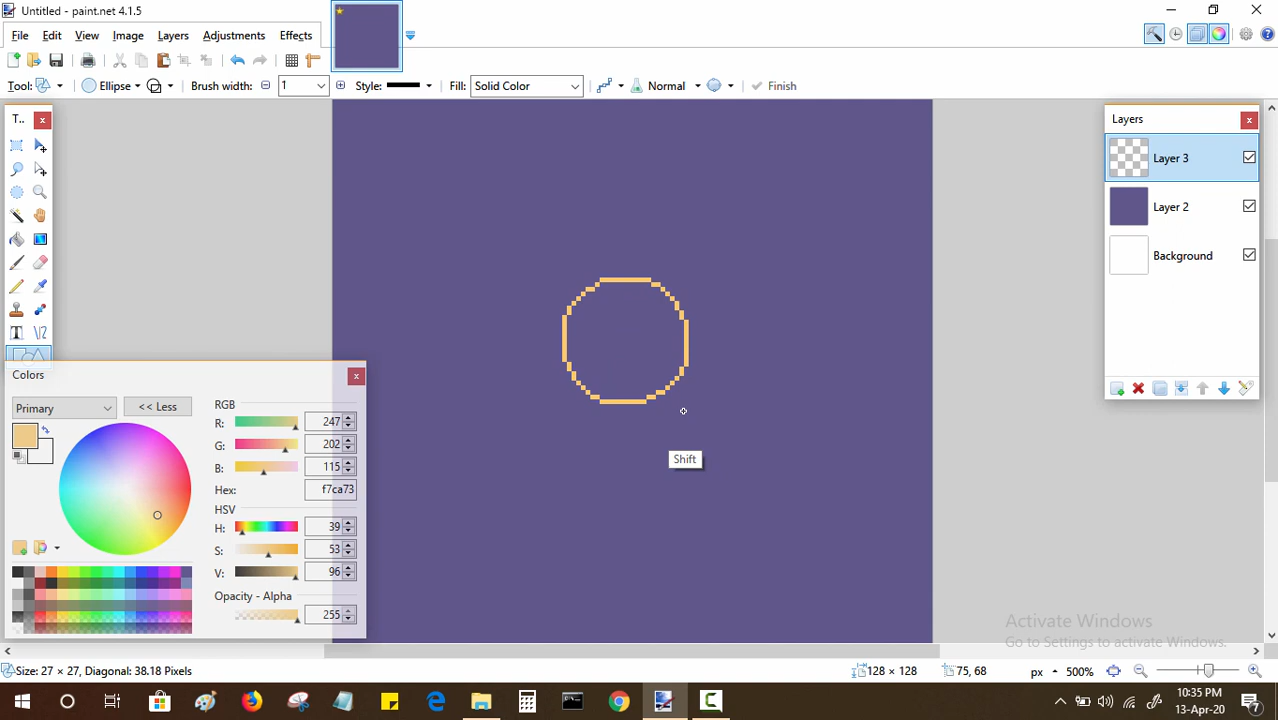 Untitled - paint.net 4.1.5
File Edit View Image Layers Adjustments Effects
Tool: Ellipse Brush width: 1 Style: Fill: Solid Color Normal Finish
T..
Layers
Layer 3
Layer 2
Background
Colors
Primary
<< Less
RGB
R: 247
G: 202
B: 115
Hex: f7ca73
HSV
H: 39
S: 53
V: 96
Opacity - Alpha
255
Shift
Activate Windows
Go to Settings to activate Windows.
Size: 27 × 27, Diagonal: 38.18 Pixels
128 × 128
75, 68
px
500%
10:35 PM
13-Apr-20
7